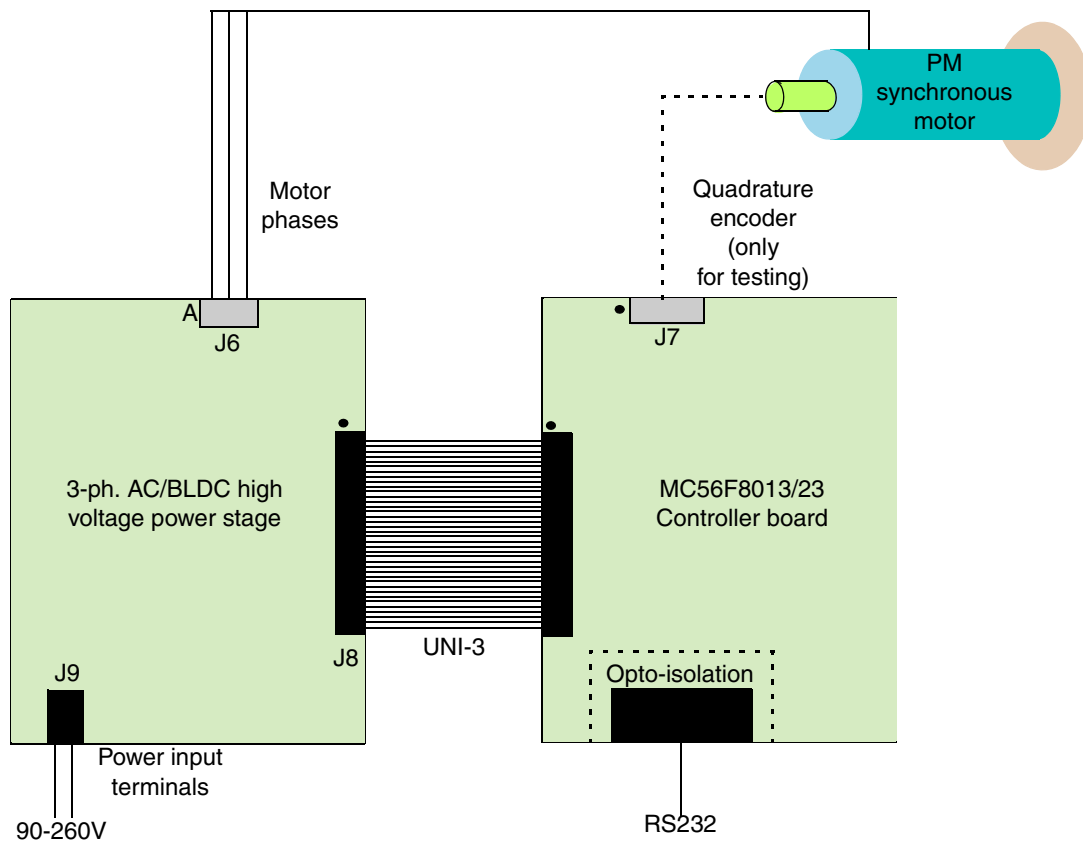 PM
synchronous
motor
Motor
phases
Quadrature
encoder
(only
for testing)
A
J6
J7
3-ph. AC/BLDC high
voltage power stage
MC56F8013/23
Controller board
J8
UNI-3
J9
Opto-isolation
Power input
terminals
90-260V
RS232